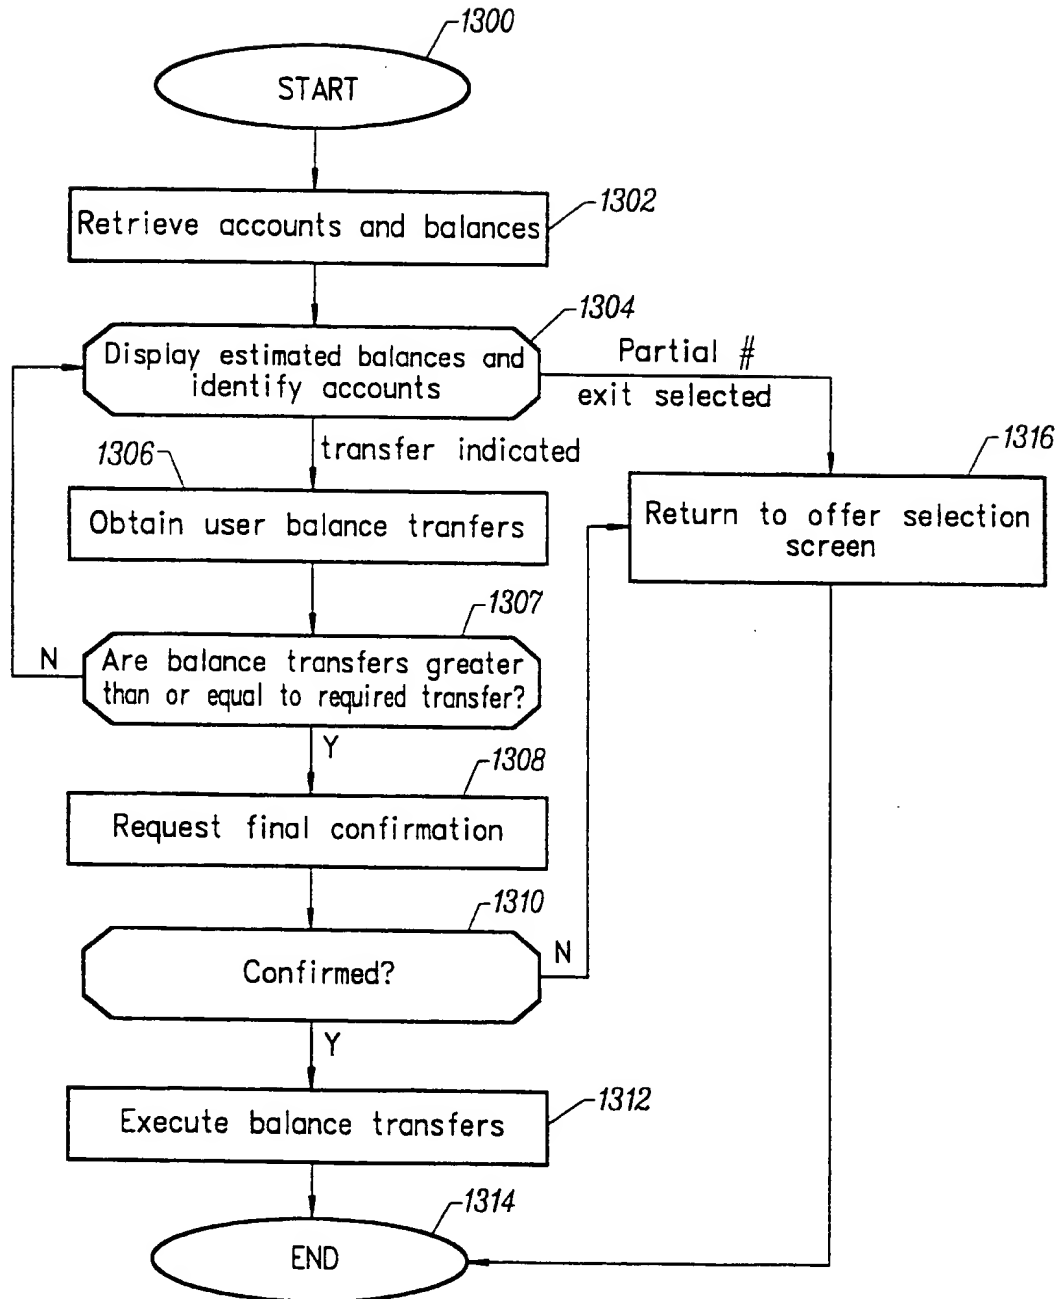 1300
START
1302
Retrieve accounts and balances
1304
Display estimated balances and
identify accounts
Partial #
exit selected
transfer indicated
1306
1316
Obtain user balance tranfers
Return to offer selection
screen
1307
N
Are balance transfers greater
than or equal to required transfer?
Y
1308
Request final confirmation
1310
Confirmed?
N
Y
1312
Execute balance transfers
1314
END